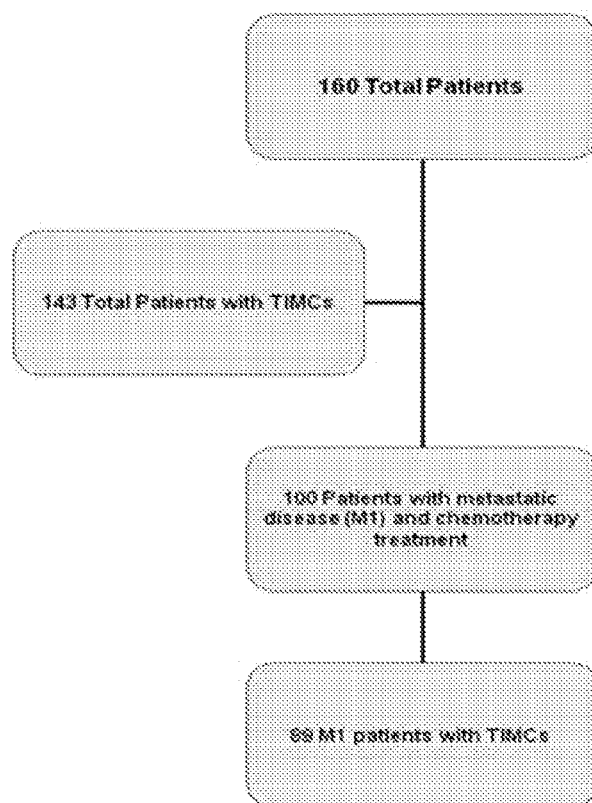 160 Total Patients
143 Total Patients with TIMCs
100 Patients with metastatic
disease (M1) and chemotherapy
treatment
M1 patients with TIMCs